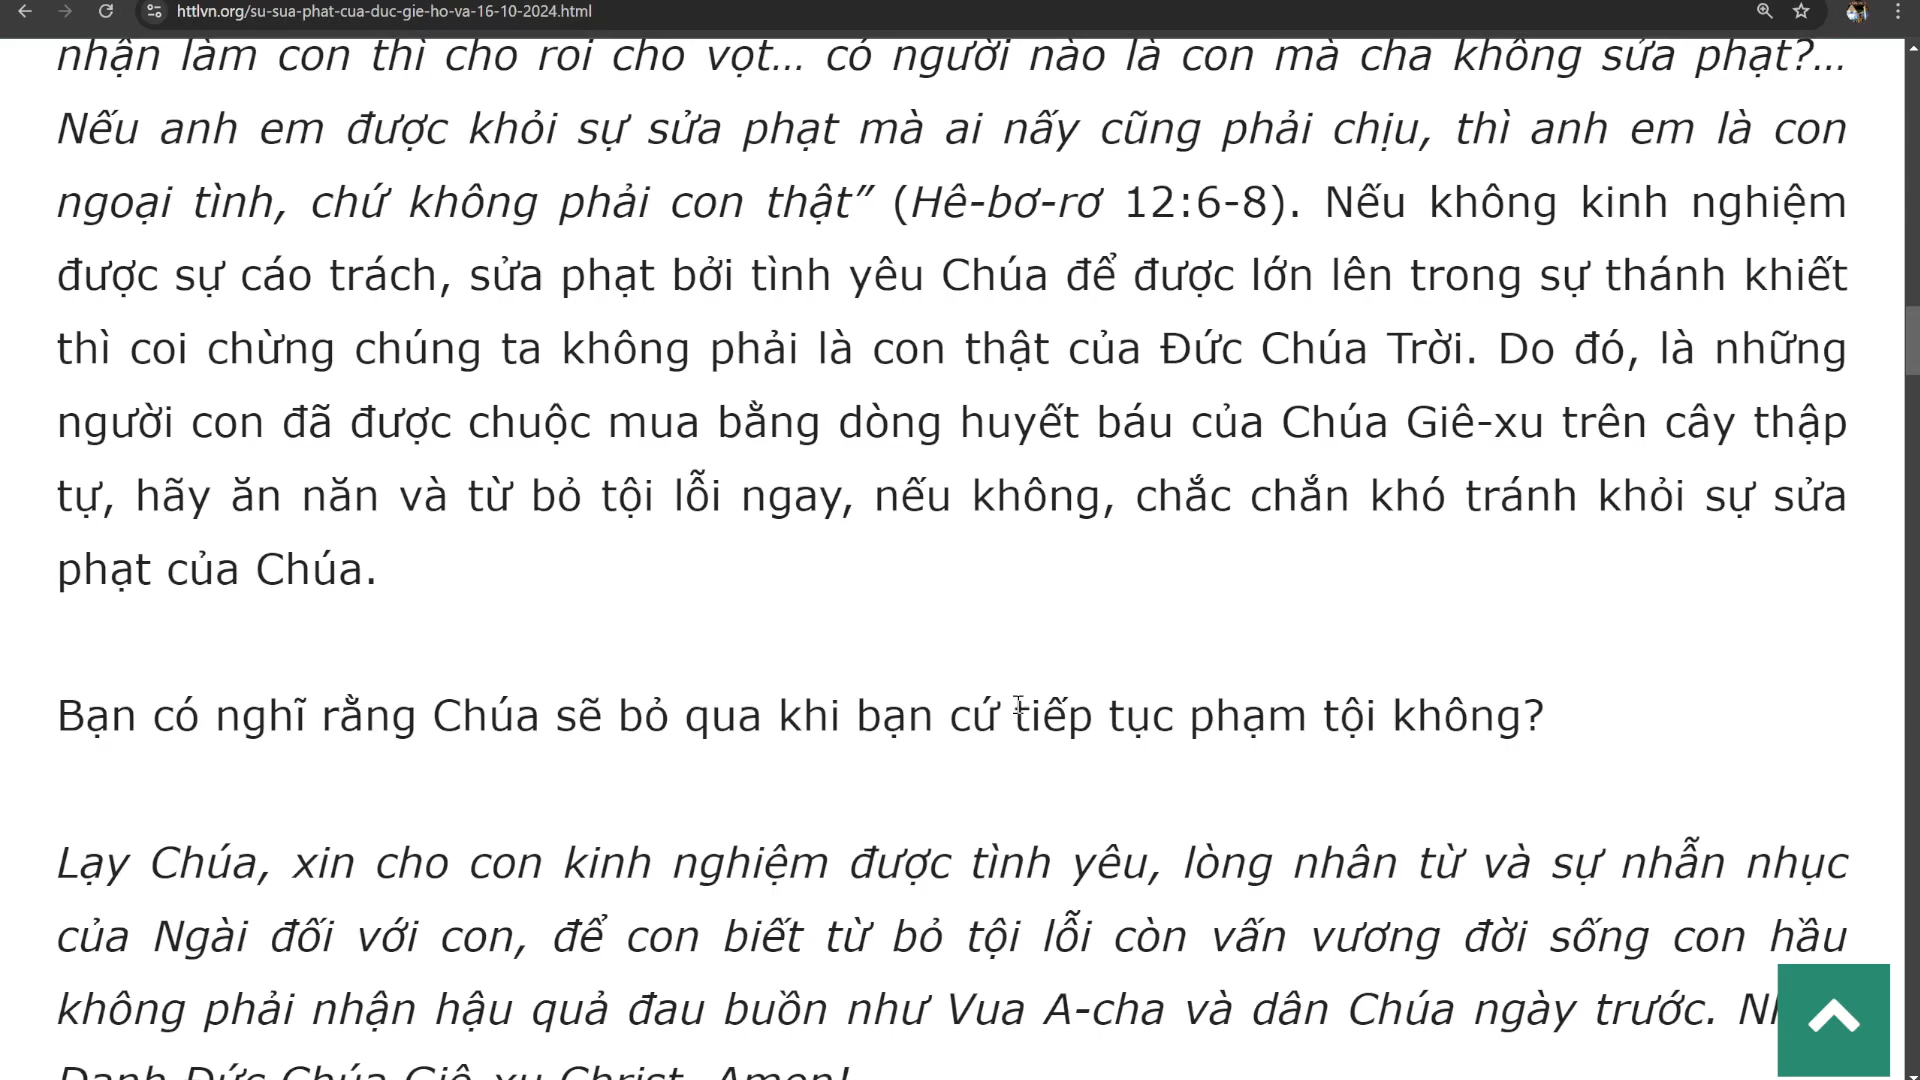 httlvn.org/su-sua-phat-cua-duc-gie-ho-va-16-10-2024.html
nhận làm con thì cho roi cho vọt... có người nào là con mà cha không sửa phạt?...
Nếu anh em được khỏi sự sửa phạt mà ai nấy cũng phải chịu, thì anh em là con
ngoại tình, chứ không phải con thật” (Hê-bơ-rơ 12:6-8). Nếu không kinh nghiệm
được sự cáo trách, sửa phạt bởi tình yêu Chúa để được lớn lên trong sự thánh khiết
thì coi chừng chúng ta không phải là con thật của Đức Chúa Trời. Do đó, là những
người con đã được chuộc mua bằng dòng huyết báu của Chúa Giê-xu trên cây thập
tự, hãy ăn năn và từ bỏ tội lỗi ngay, nếu không, chắc chắn khó tránh khỏi sự sửa
phạt của Chúa.
Bạn có nghĩ rằng Chúa sẽ bỏ qua khi bạn cứ tiếp tục phạm tội không?
Lạy Chúa, xin cho con kinh nghiệm được tình yêu, lòng nhân từ và sự nhẫn nhục
của Ngài đối với con, để con biết từ bỏ tội lỗi còn vấn vương đời sống con hầu
không phải nhận hậu quả đau buồn như Vua A-cha và dân Chúa ngày trước.
Danh Đức Chúa Giê-xu Christ, Amen!